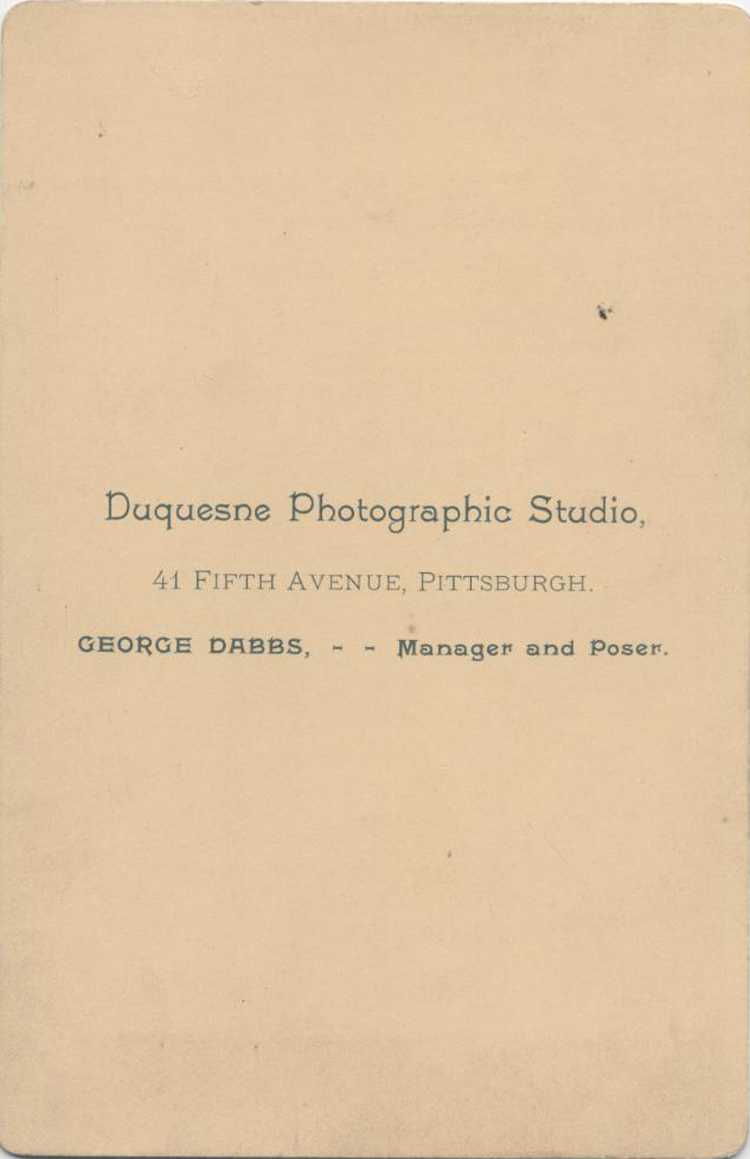 Duquesne Photographic Studio,
41 FIFTH AVENUE, PITTSBURGH.
GEORGE DABBS, - - Manager and Poser.